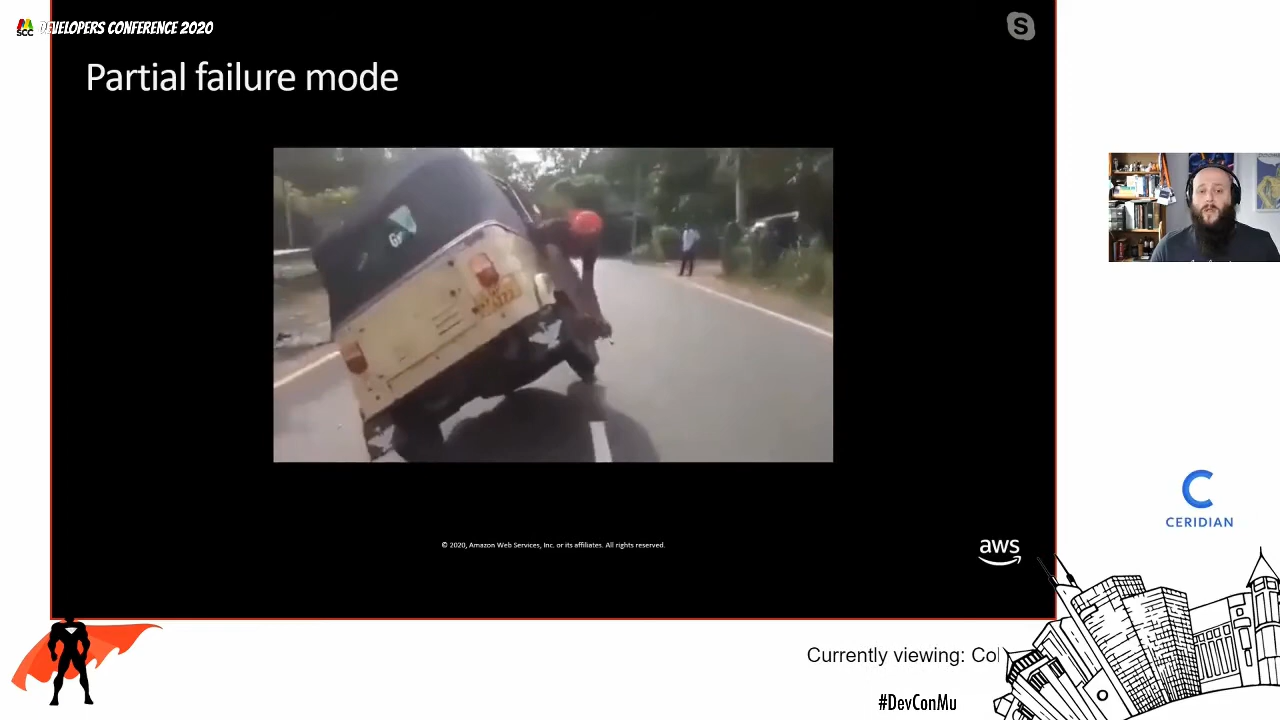 SCC
DEVELOPERS CONFERENCE 2020
S
Partial failure mode
© 2020, Amazon Web Services, Inc. or its affiliates. All rights reserved.
aws
C
CERIDIAN
Currently viewing: Col
#DevConMu